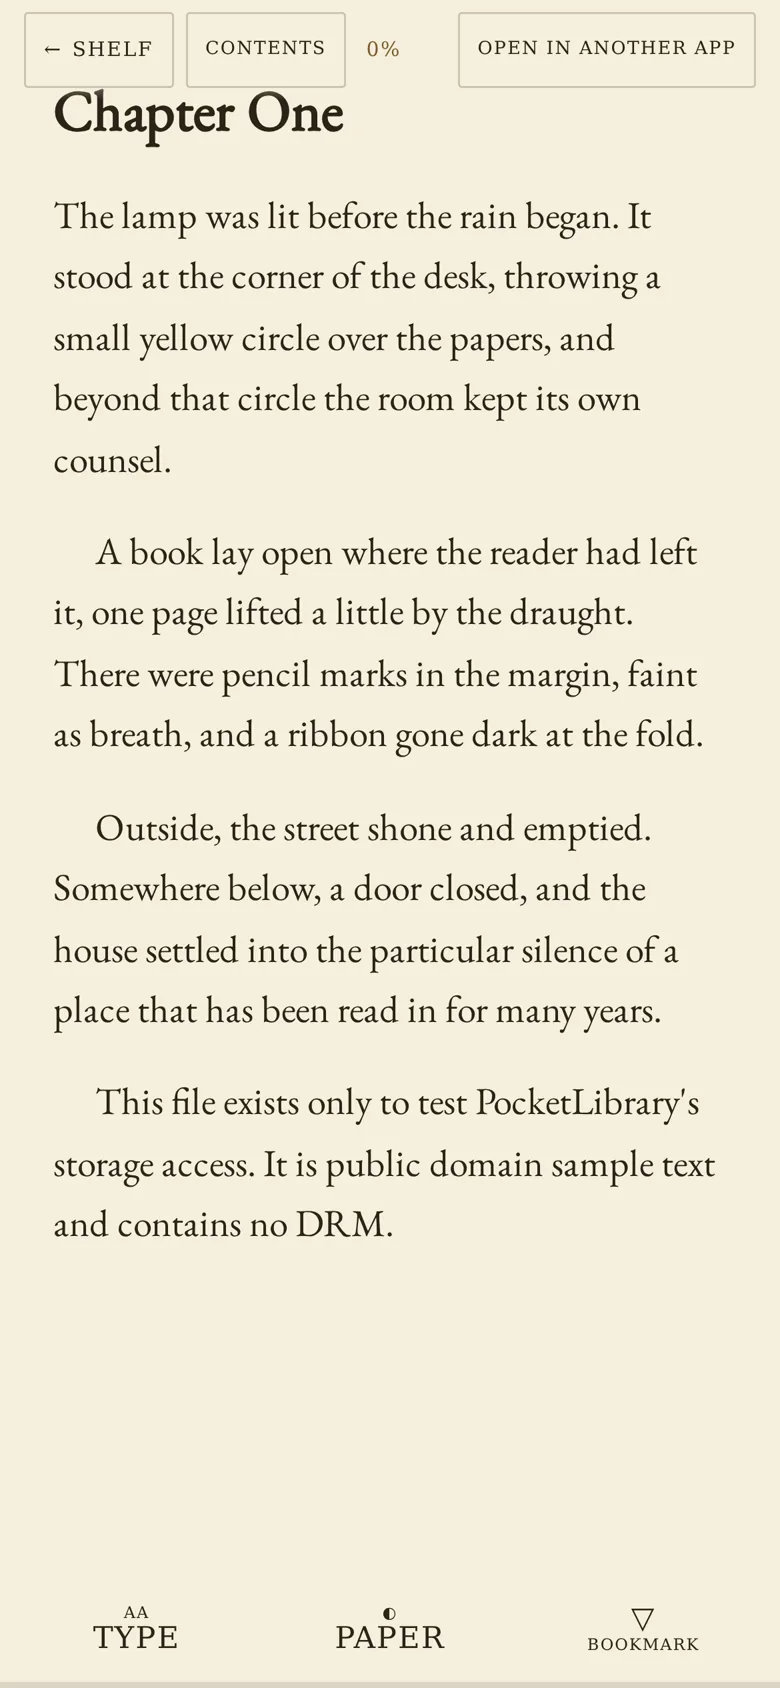 ← SHELF
CONTENTS
0%
OPEN IN ANOTHER APP
Chapter One
The lamp was lit before the rain began. It
stood at the corner of the desk, throwing a
small yellow circle over the papers, and
beyond that circle the room kept its own
counsel.
A book lay open where the reader had left
it, one page lifted a little by the draught.
There were pencil marks in the margin, faint
as breath, and a ribbon gone dark at the fold.
Outside, the street shone and emptied.
Somewhere below, a door closed, and the
house settled into the particular silence of a
place that has been read in for many years.
This file exists only to test PocketLibrary's
storage access. It is public domain sample text
and contains no DRM.
AA
TYPE
PAPER
BOOKMARK